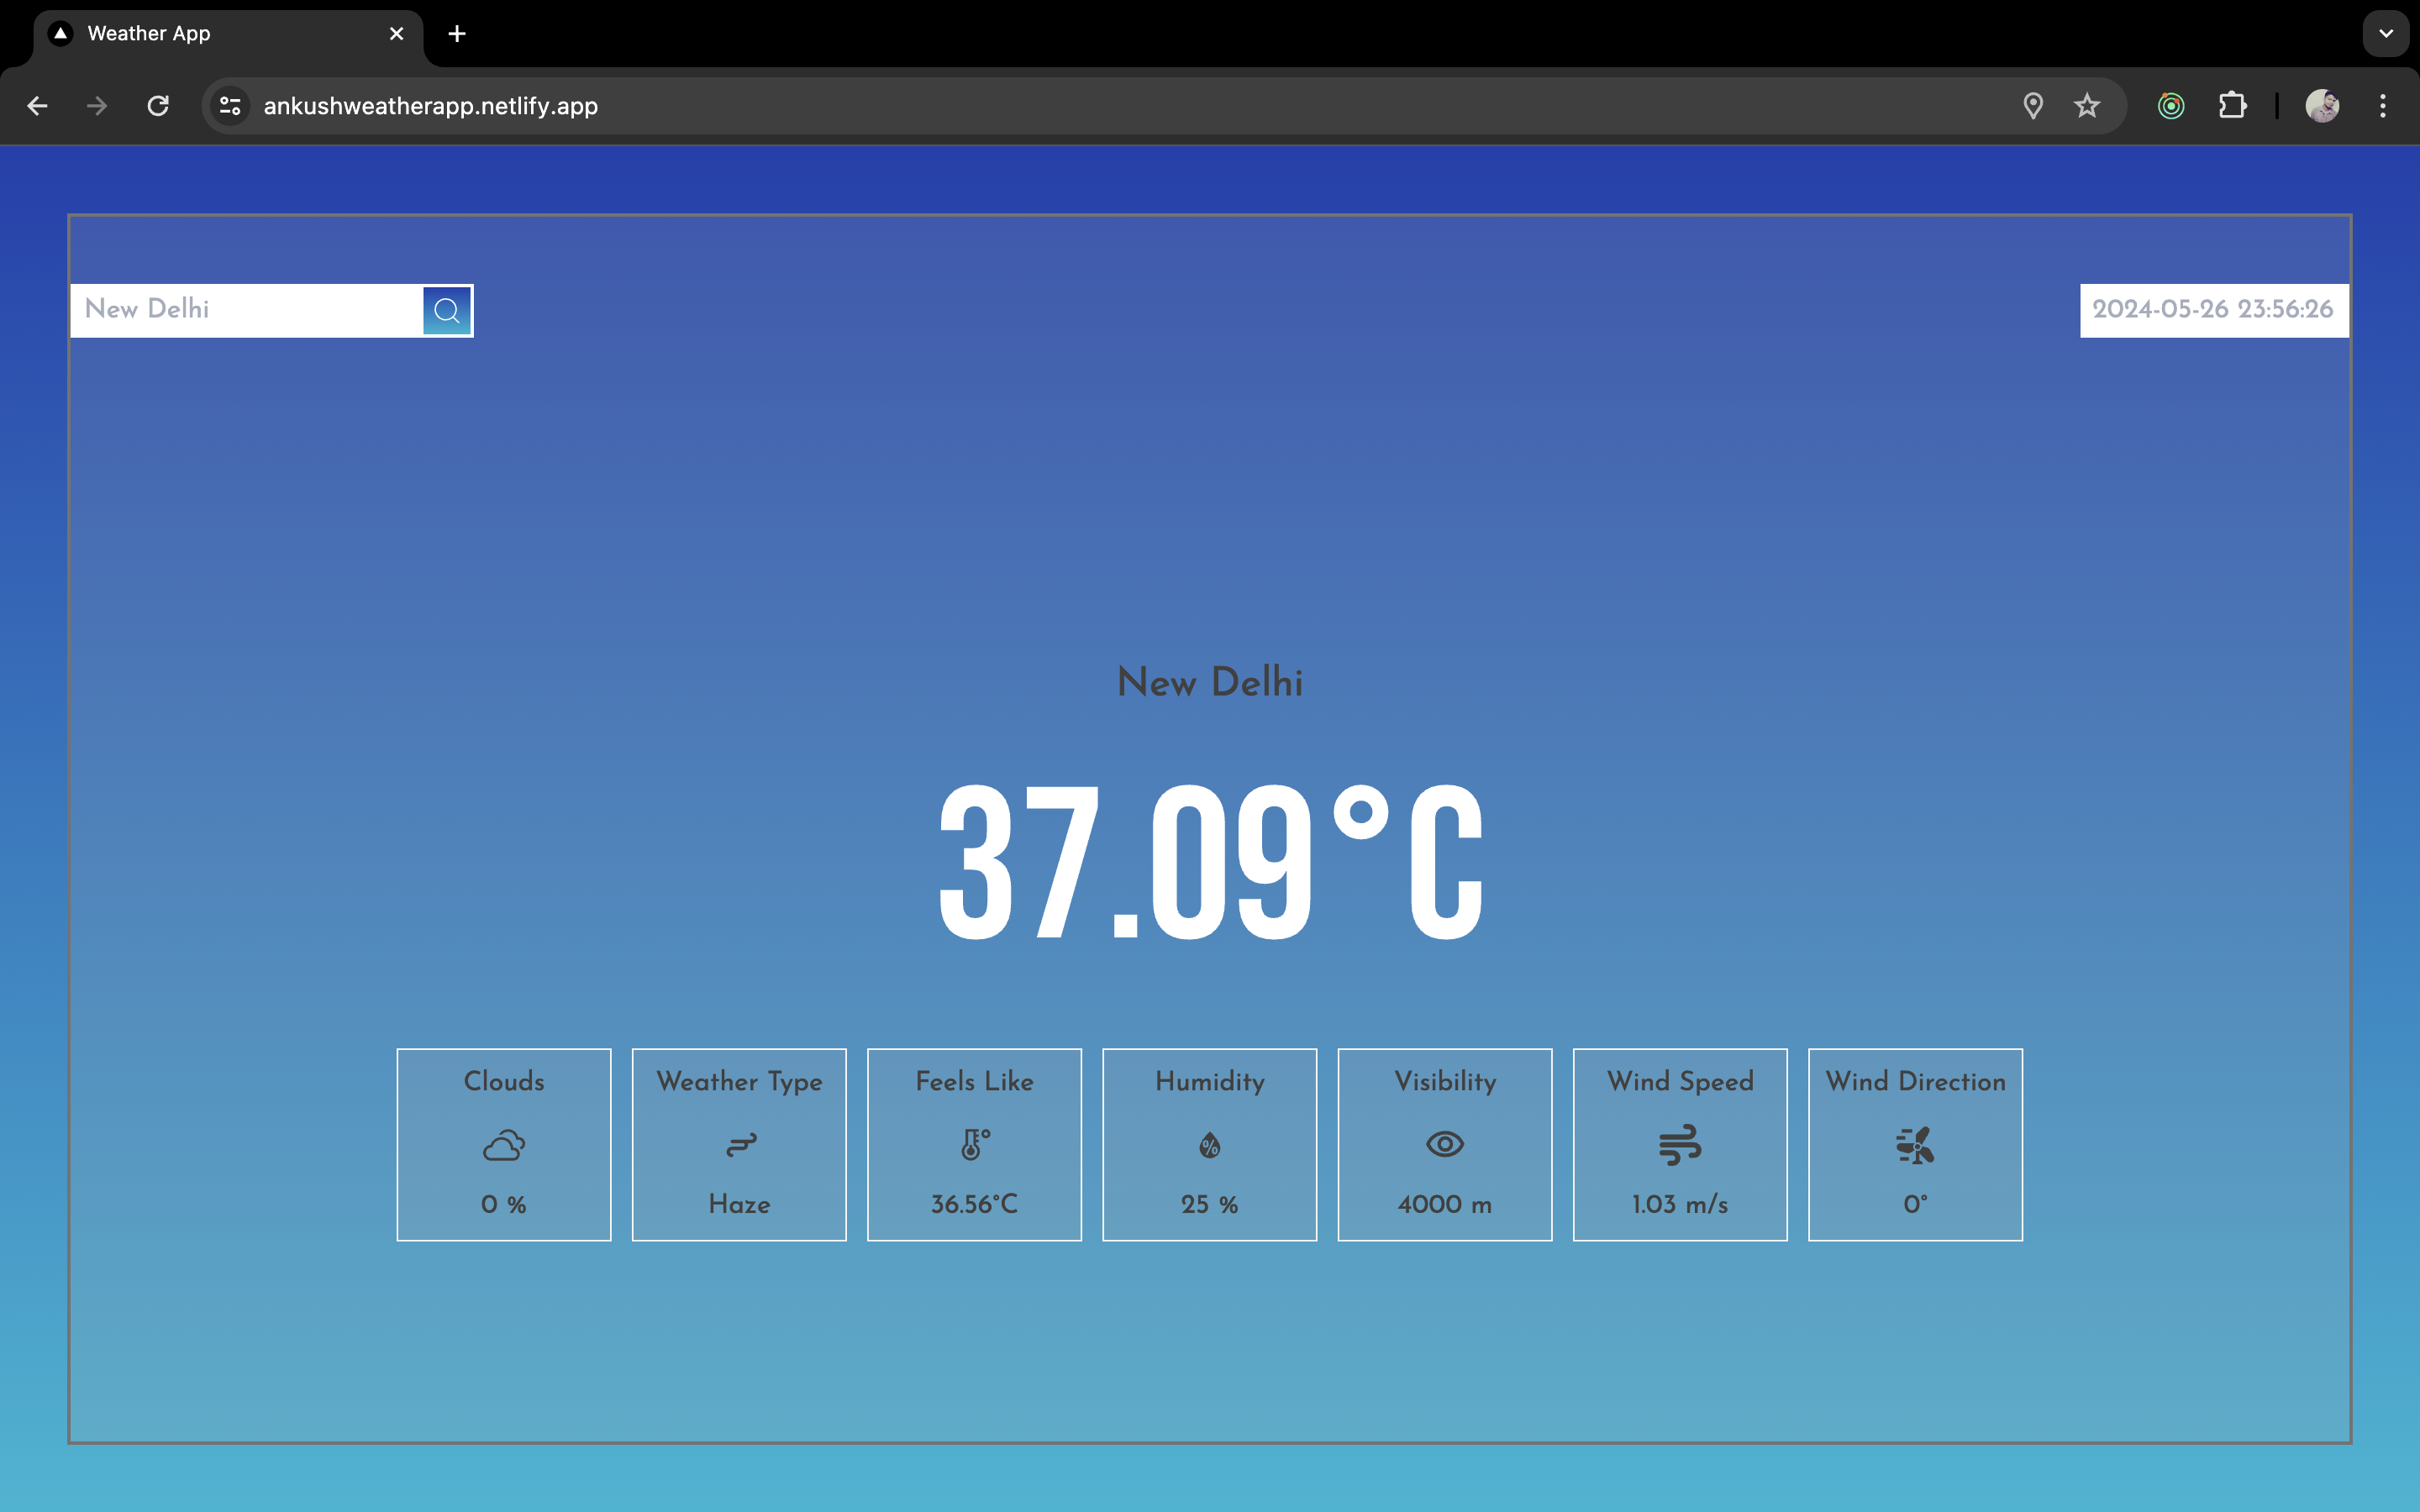 Weather App
ankushweatherapp.netlify.app
New Delhi
2024-05-26 23:56:26
New Delhi
37.09°C
Clouds
0 %
Weather Type
Haze
Feels Like
36.56°C
Humidity
%
25 %
Visibility
4000 m
Wind Speed
1.03 m/s
Wind Direction
0°